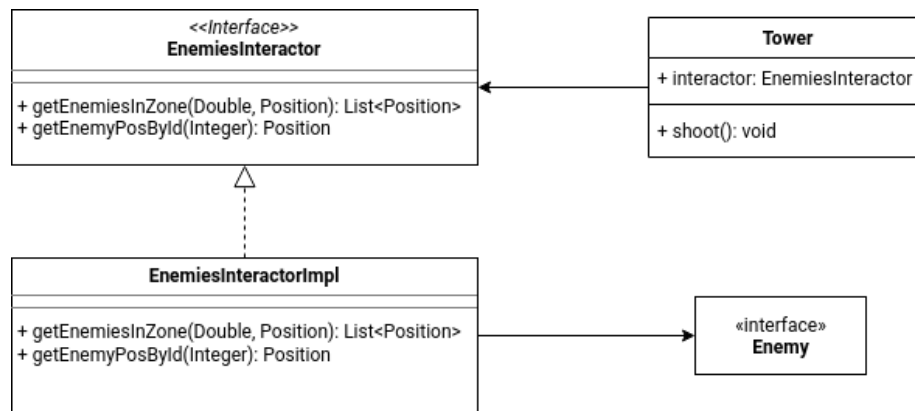 <<Interface>>
EnemiesInteractor
+ getEnemiesInZone(Double, Position): List<Position>
+ getEnemyPosById(Integer): Position
Tower
+ interactor: EnemiesInteractor
+ shoot(): void
EnemiesInteractorImpl
+ getEnemiesInZone(Double, Position): List<Position>
+ getEnemyPosById(Integer): Position
«interface»
Enemy